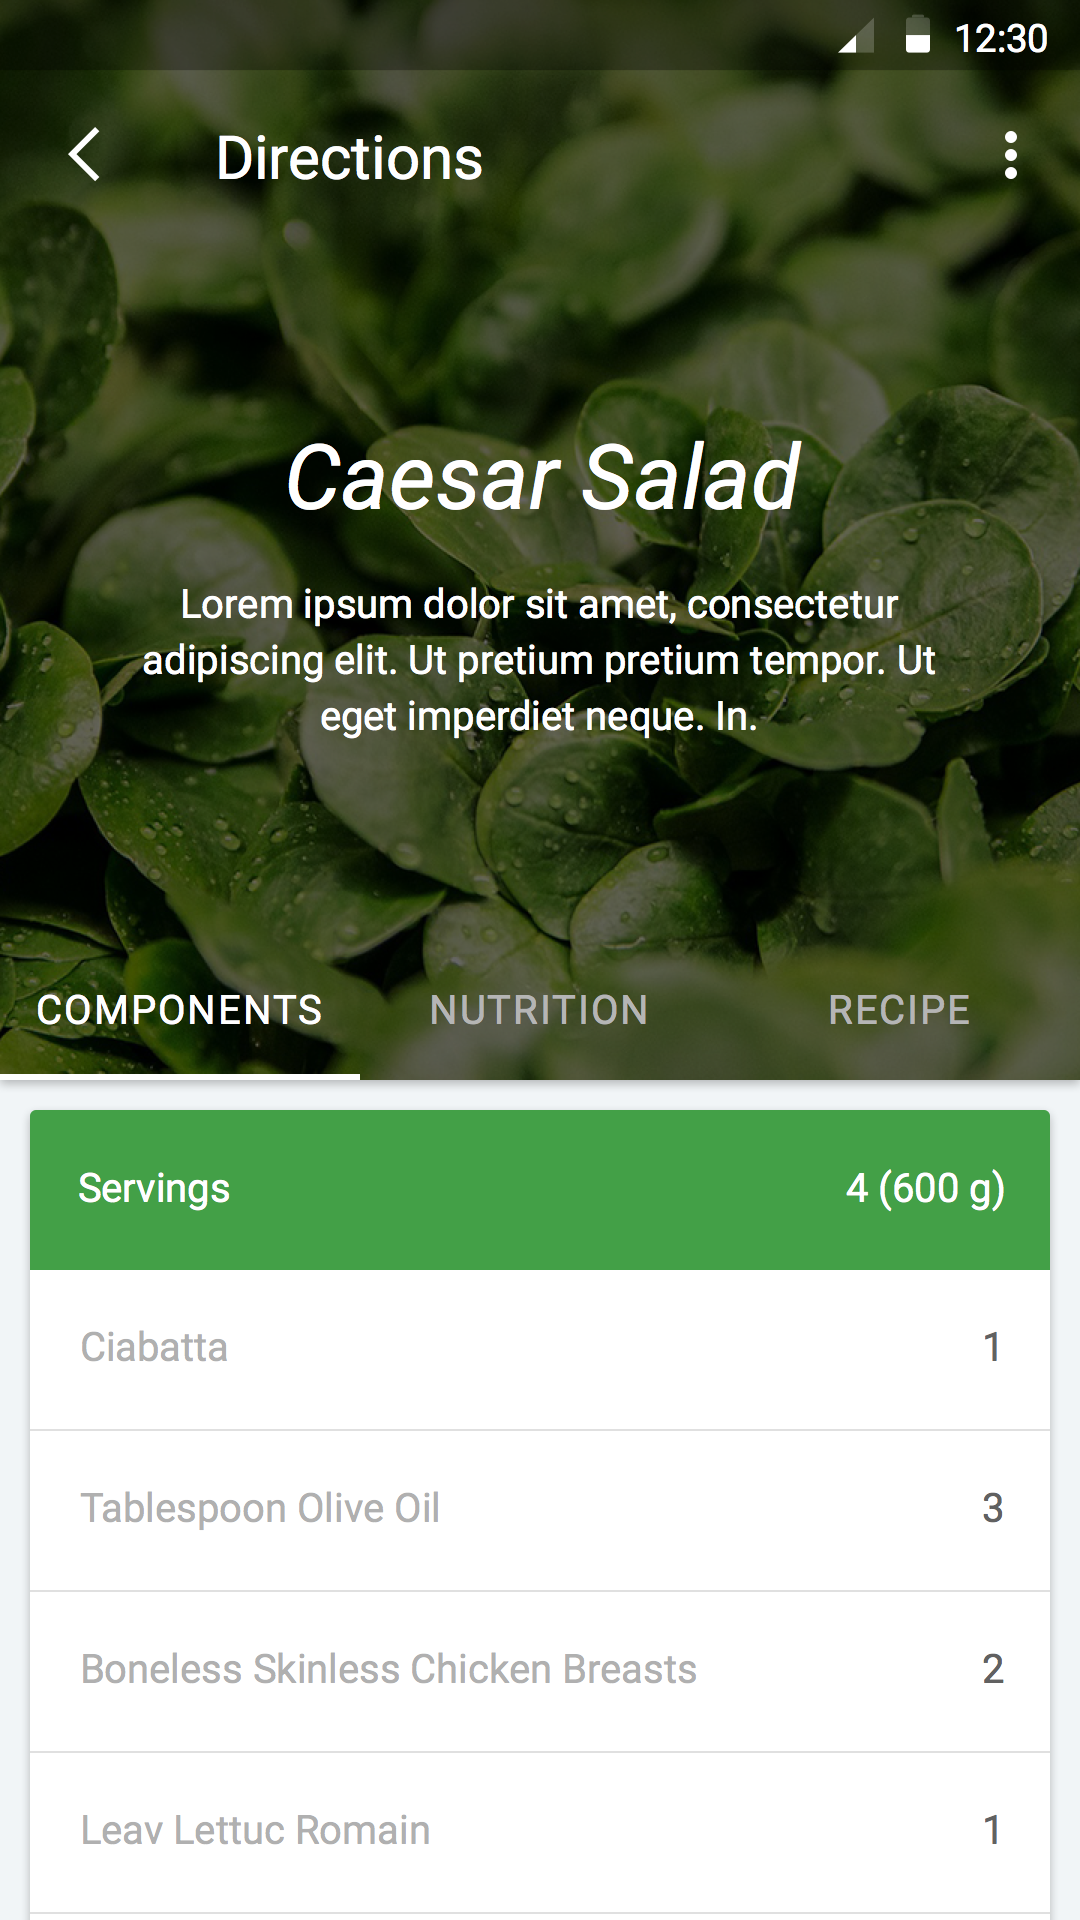 12:30
Directions
Caesar Salad
Lorem ipsum dolor sit amet, consectetur
adipiscing elit. Ut pretium pretium tempor. Ut
eget imperdiet neque. In.
COMPONENTS NUTRITION RECIPE
Servings 4 (600 g)
Ciabatta 1
Tablespoon Olive Oil 3
Boneless Skinless Chicken Breasts 2
Leav Lettuc Romain 1